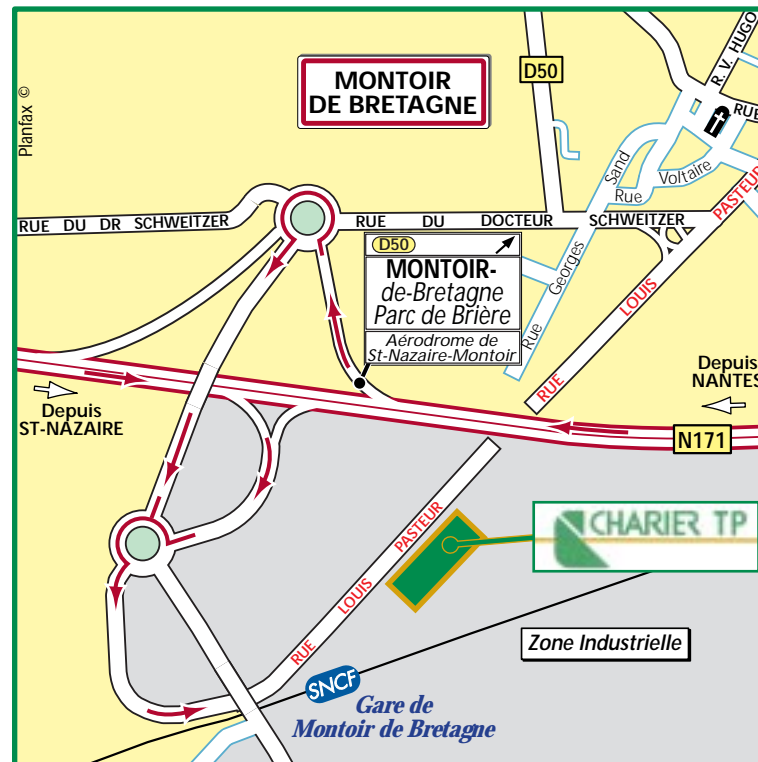 Planfax ©
MONTOIR
DE BRETAGNE
D50
R. V. HUGO
RUE
Sand
Rue
Voltaire
PASTEUR
RUE DU DR SCHWEITZER
RUE DU DOCTEUR SCHWEITZER
D50
MONTOIR-
de-Bretagne
Parc de Brière
Aérodrome de
St-Nazaire-Montoir
Georges
Rue
LOUIS
RUE
Depuis
NANTES
Depuis
ST-NAZAIRE
N171
PASTEUR
LOUIS
RUE
CHARIER TP
Zone Industrielle
SNCF
Gare de
Montoir de Bretagne